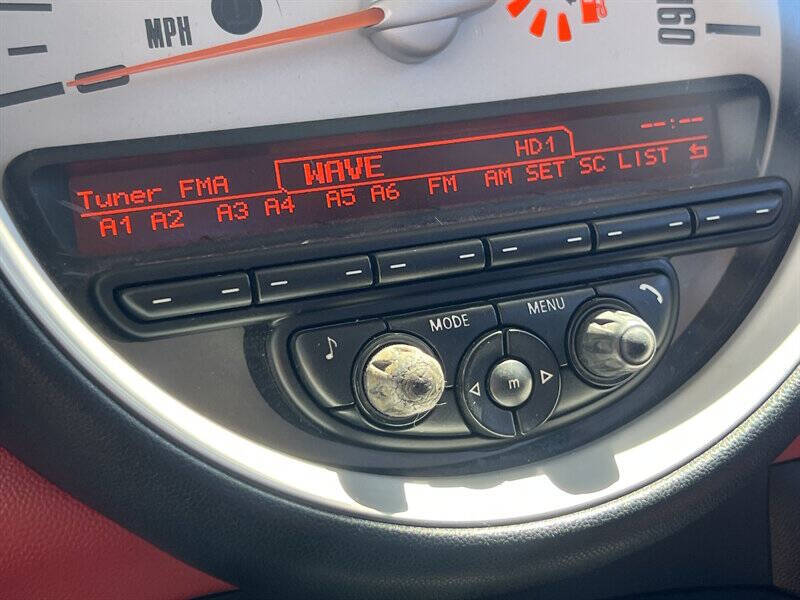 MPH
160
WAVE HD1 --:--
Tuner FMA
A1 A2 A3 A4 A5 A6 FM AM SET SC LIST
MODE MENU
m